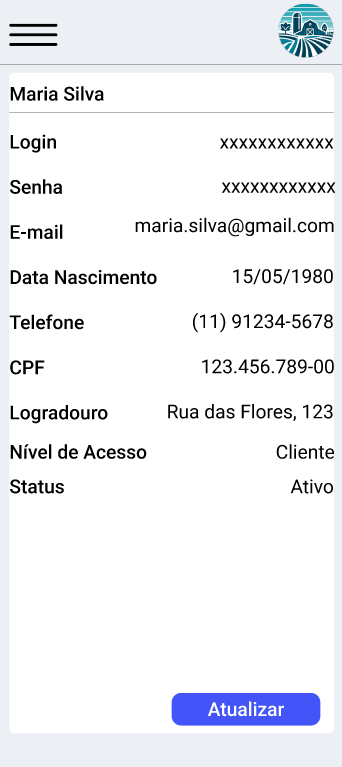 Maria Silva
Login xxxxxxxxxxxx
Senha xxxxxxxxxxxx
E-mail maria.silva@gmail.com
Data Nascimento 15/05/1980
Telefone (11) 91234-5678
CPF 123.456.789-00
Logradouro Rua das Flores, 123
Nível de Acesso Cliente
Status Ativo
Atualizar